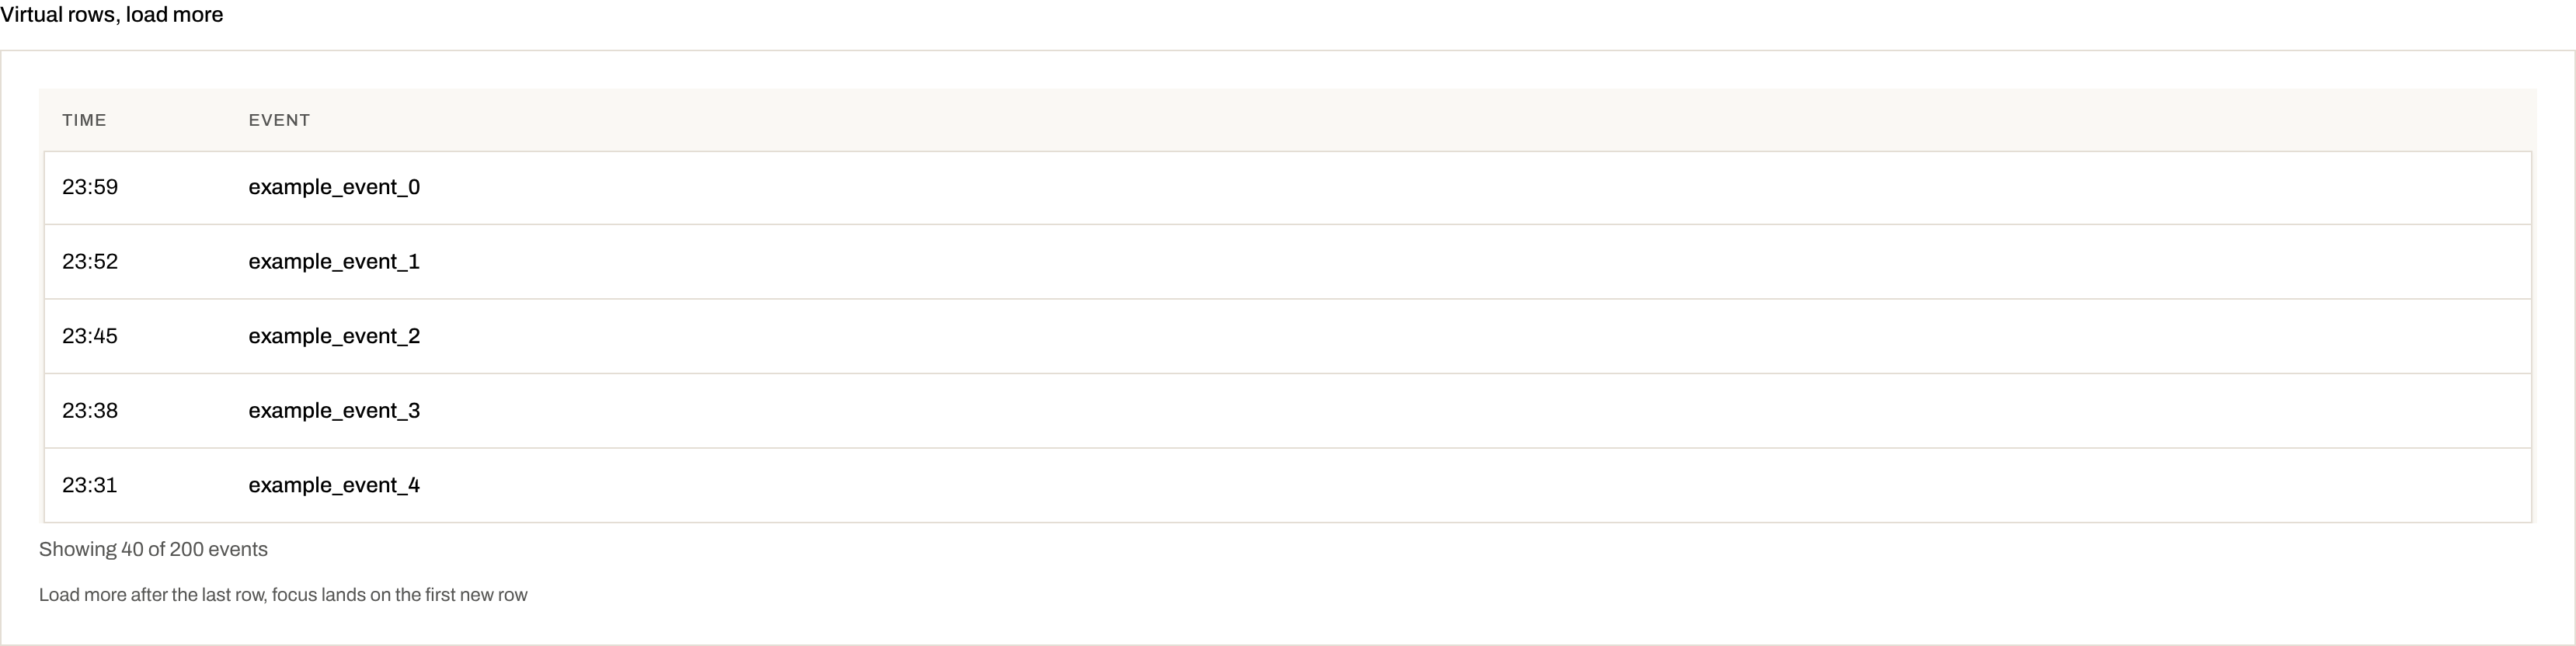 Virtual rows, load more
TIME EVENT
23:59 example_event_0
23:52 example_event_1
23:45 example_event_2
23:38 example_event_3
23:31 example_event_4
Showing 40 of 200 events
Load more after the last row, focus lands on the first new row